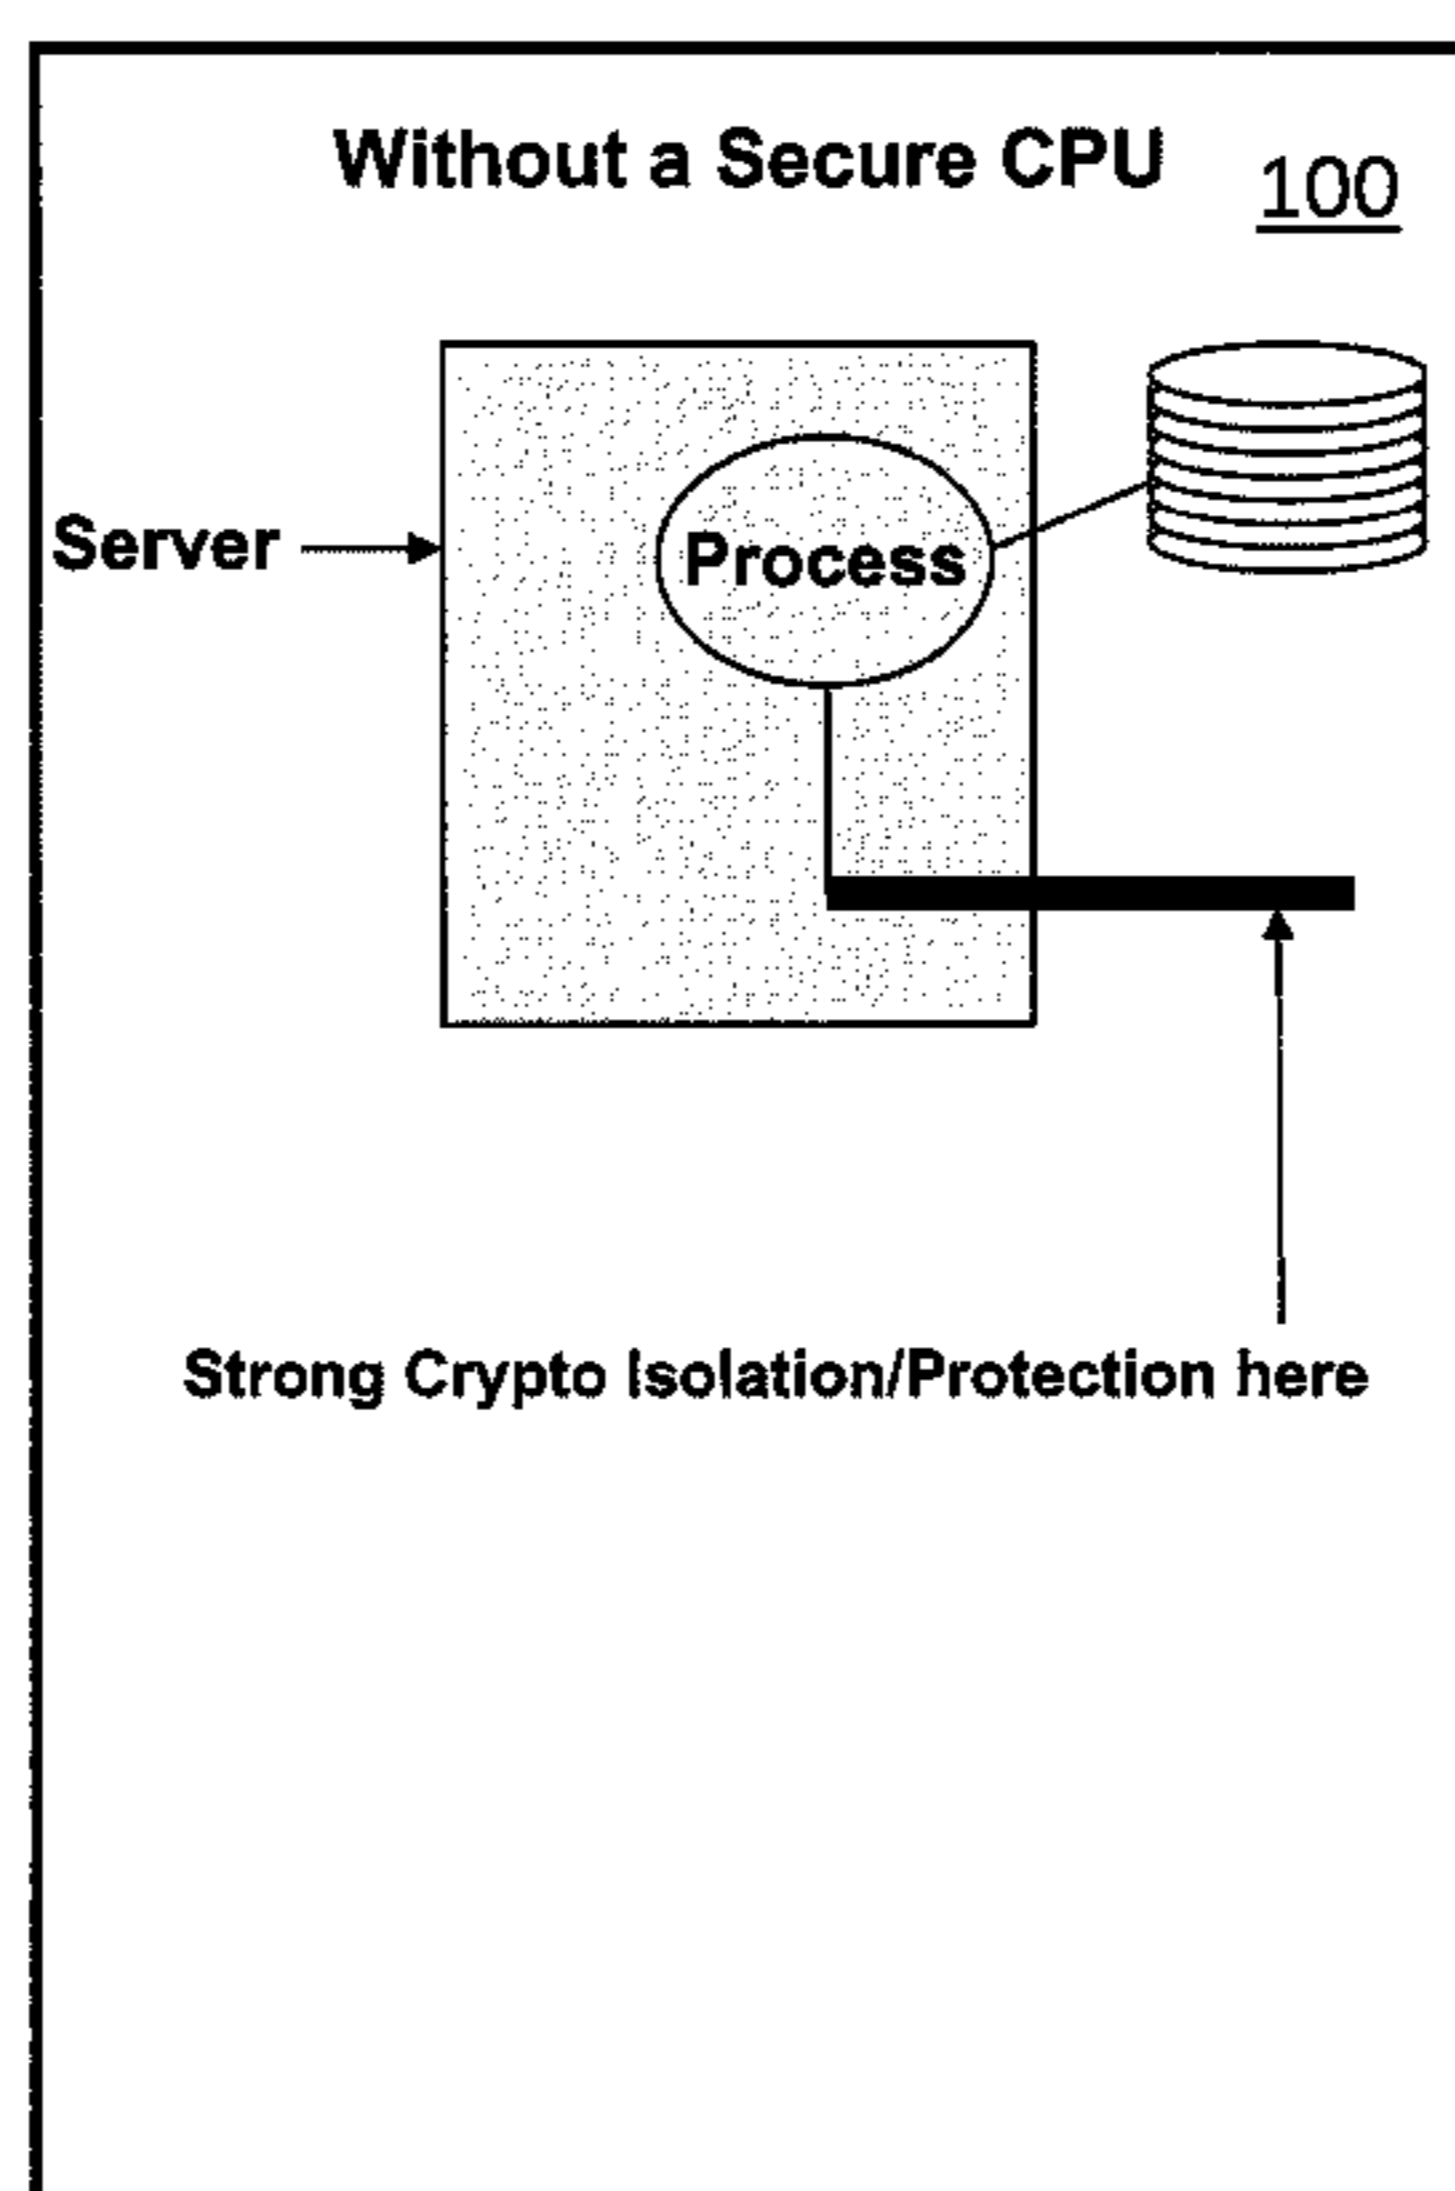 Without a Secure CPU
100
Server
Process
Strong Crypto Isolation/Protection here